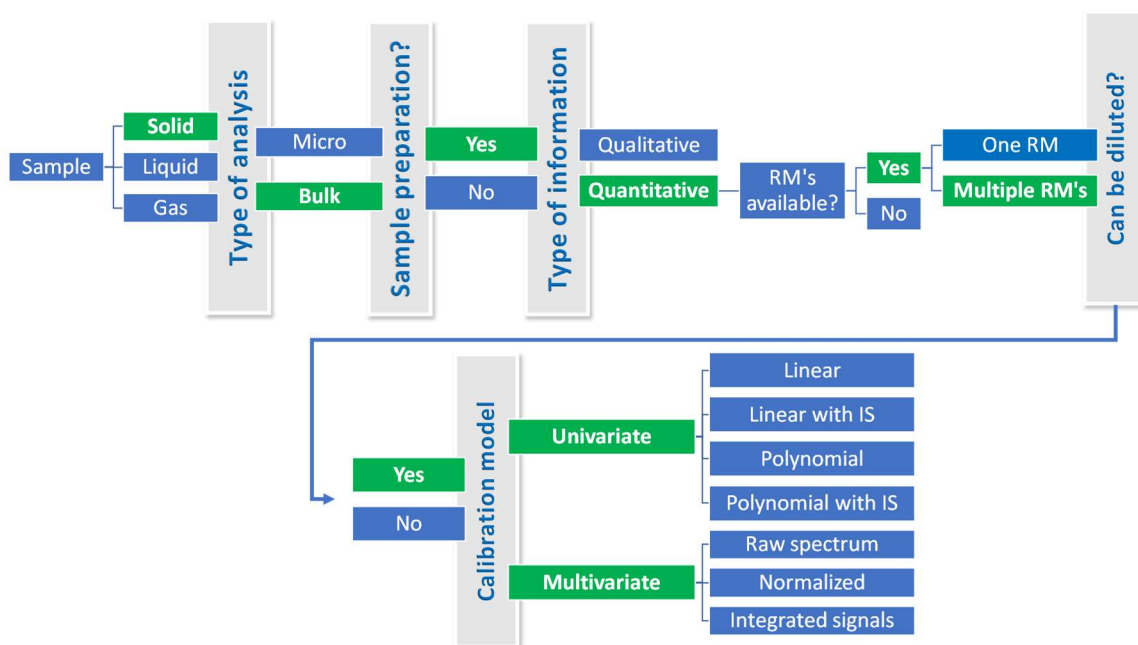 Sample
Solid
Liquid
Gas
Type of analysis
Micro
Bulk
Sample preparation?
Yes
No
Type of information
Qualitative
Quantitative
RM's
available?
Yes
No
One RM
Multiple RM's
Can be diluted?
Yes
No
Calibration model
Univariate
Linear
Linear with IS
Polynomial
Polynomial with IS
Multivariate
Raw spectrum
Normalized
Integrated signals